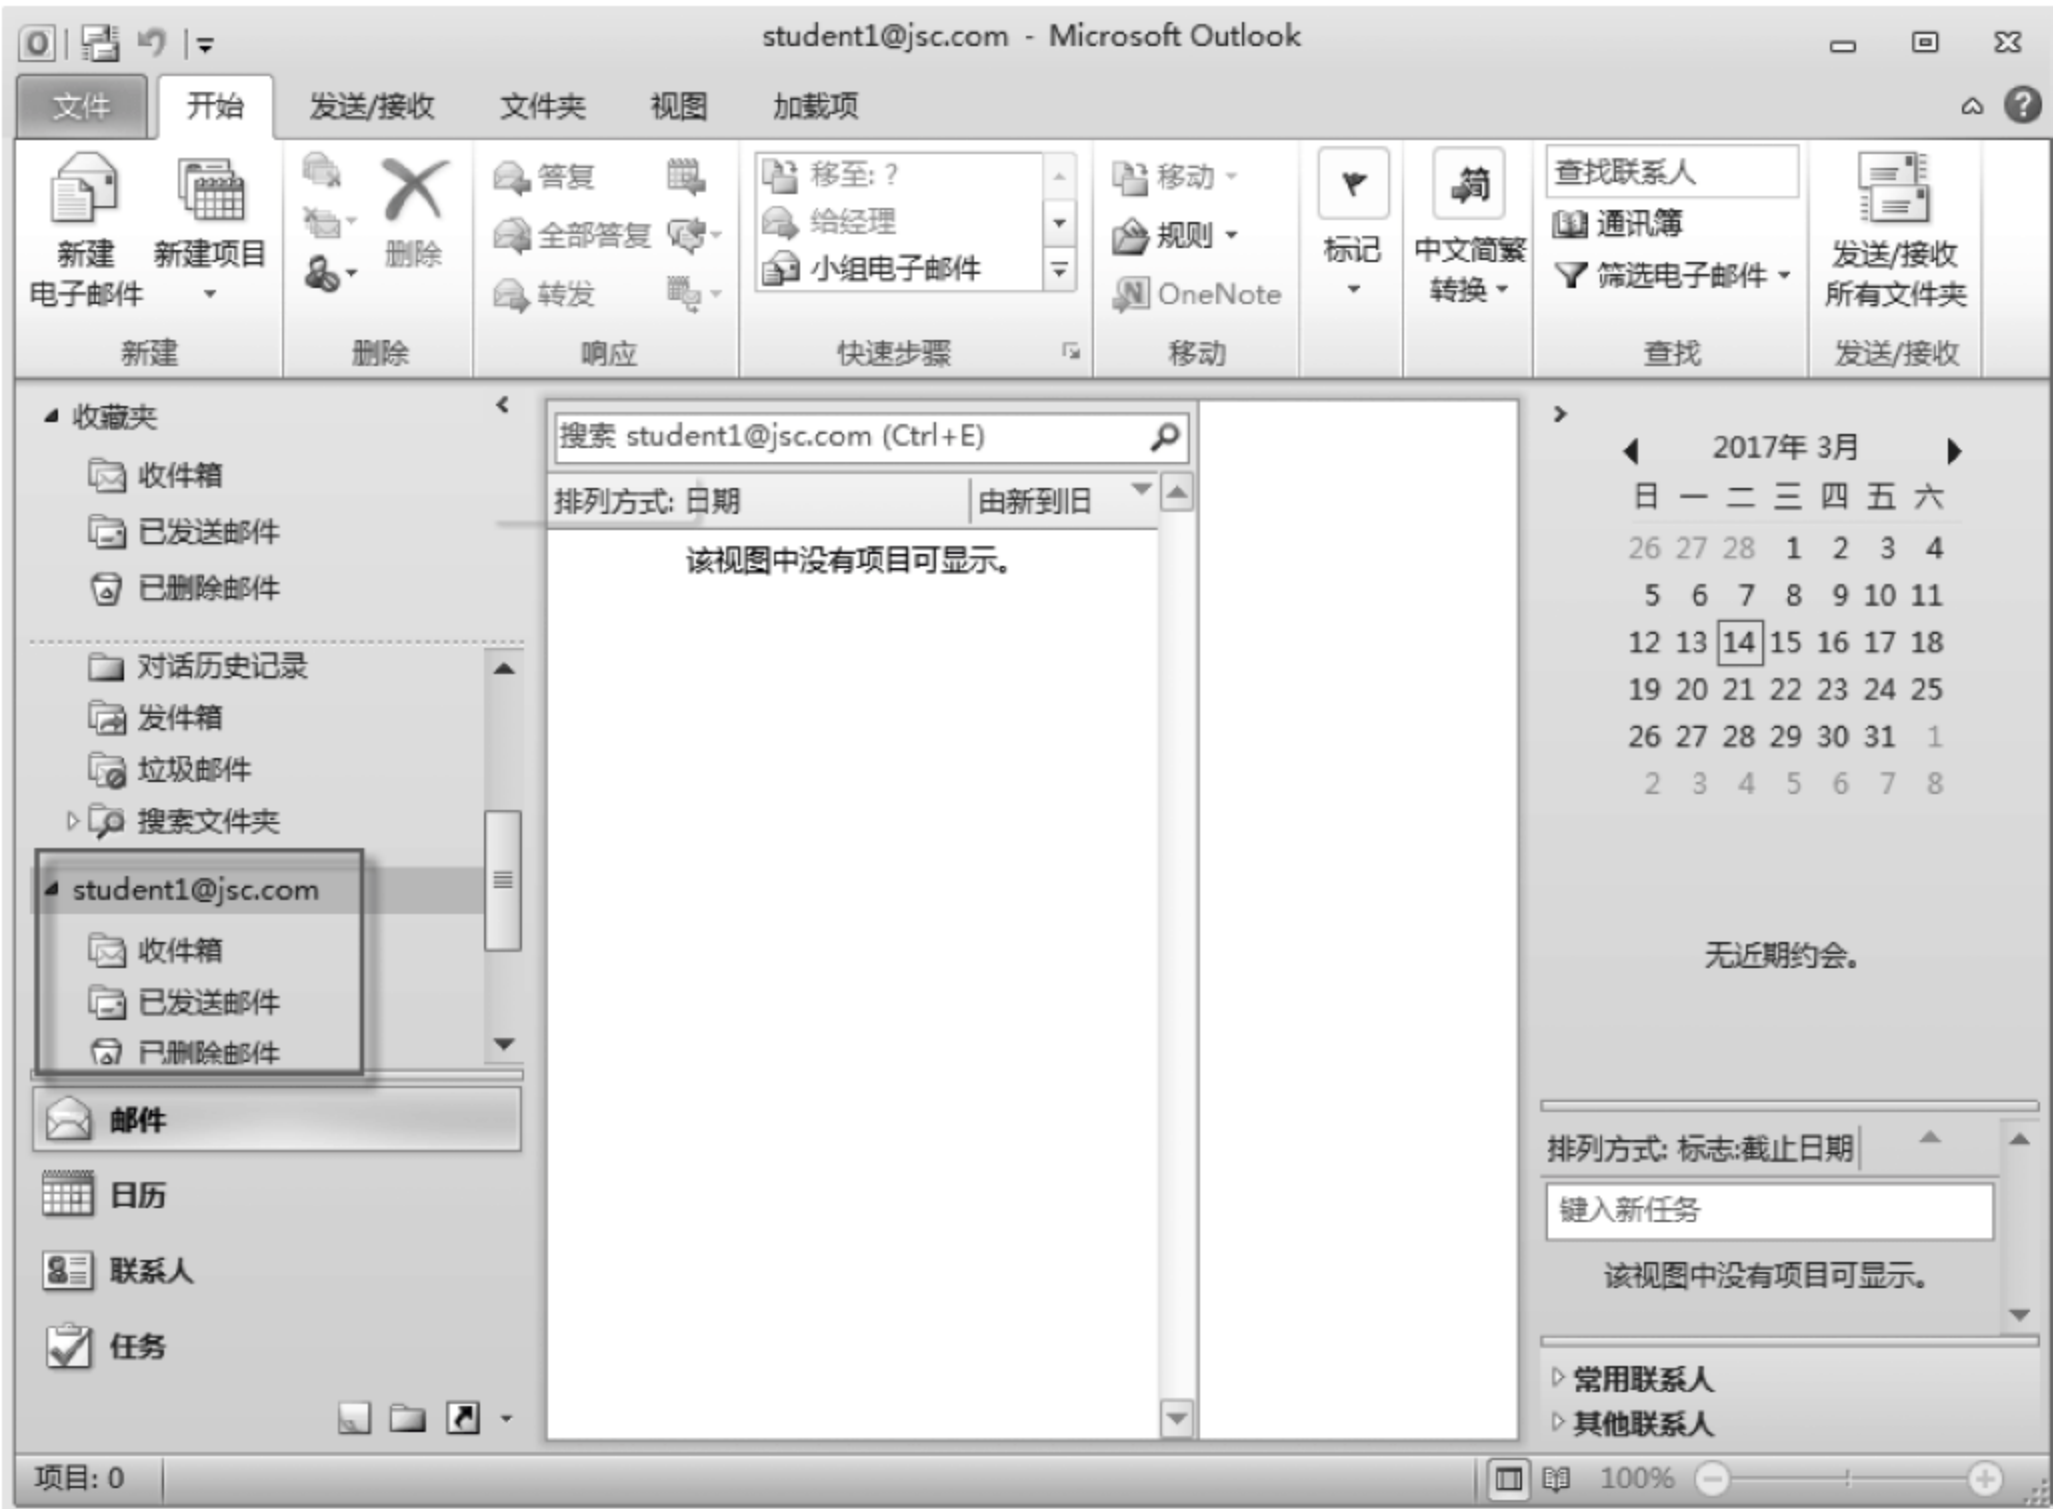 student1@jsc.com - Microsoft Outlook
文件 开始 发送/接收 文件夹 视图 加载项
新建
电子邮件
新建项目
新建
删除
删除
答复
全部答复
转发
响应
移至: ?
给经理
小组电子邮件
快速步骤
移动
规则
OneNote
移动
标记
中文简繁
转换
查找联系人
通讯簿
筛选电子邮件
查找
发送/接收
所有文件夹
发送/接收
收藏夹
收件箱
已发送邮件
已删除邮件
对话历史记录
发件箱
垃圾邮件
搜索文件夹
student1@jsc.com
收件箱
已发送邮件
已删除邮件
邮件
日历
联系人
任务
搜索 student1@jsc.com (Ctrl+E)
排列方式: 日期 由新到旧
该视图中没有项目可显示。
2017年 3月
日 一 二 三 四 五 六
26 27 28 1 2 3 4
5 6 7 8 9 10 11
12 13 14 15 16 17 18
19 20 21 22 23 24 25
26 27 28 29 30 31 1
2 3 4 5 6 7 8
无近期约会。
排列方式: 标志:截止日期
键入新任务
该视图中没有项目可显示。
常用联系人
其他联系人
项目: 0
100%